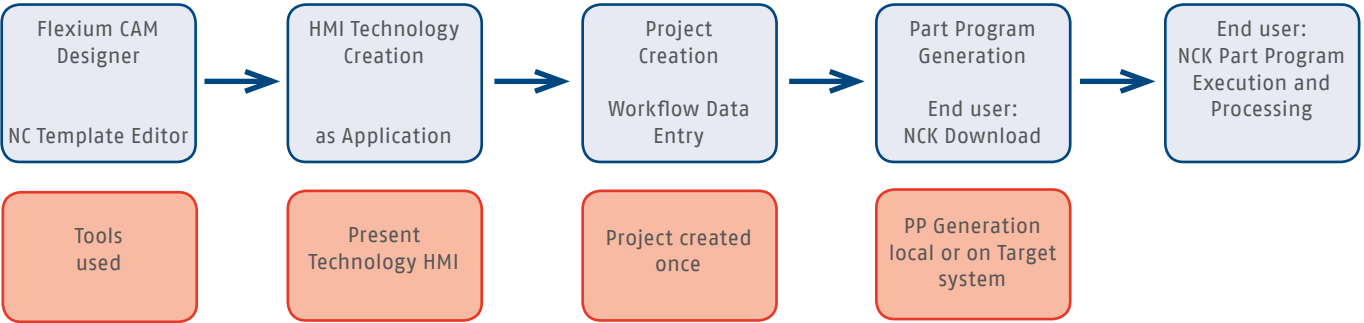 Flexium CAM
Designer
NC Template Editor
HMI Technology
Creation
as Application
Project
Creation
Workflow Data
Entry
Part Program
Generation
End user:
NCK Download
End user:
NCK Part Program
Execution and
Processing
Tools
used
Present
Technology HMI
Project created
once
PP Generation
local or on Target
system